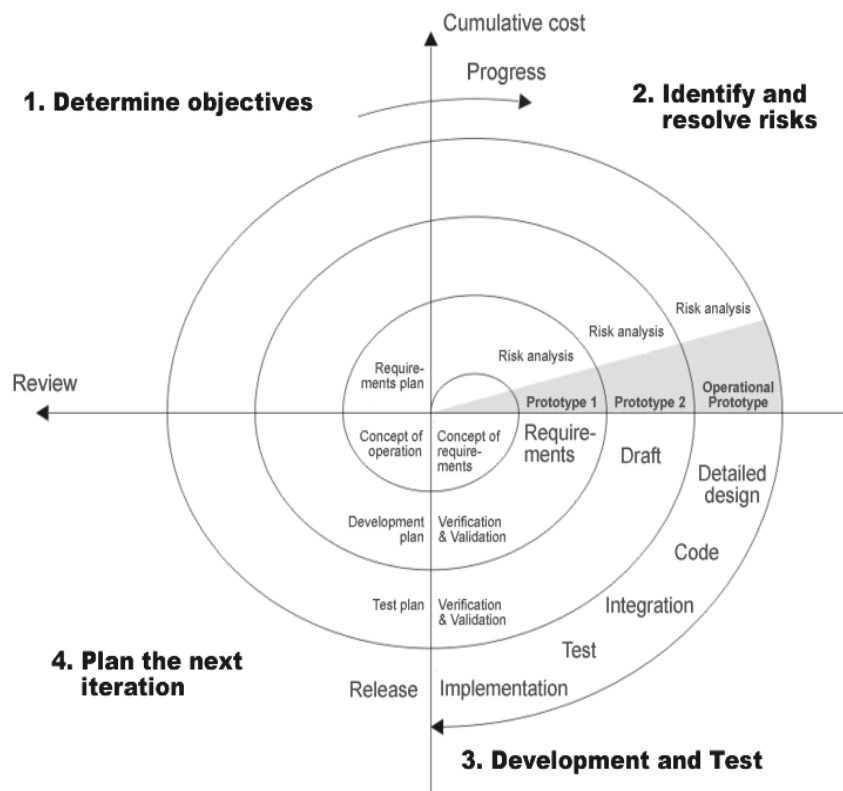 Cumulative cost
Progress
1. Determine objectives
2. Identify and
resolve risks
Risk analysis
Risk analysis
Risk analysis
Require-
ments plan
Review
Prototype 1
Prototype 2
Operational
Prototype
Concept of
operation
Concept of
require-
ments
Require-
ments
Draft
Detailed
design
Development
plan
Verification
& Validation
Code
Test plan
Verification
& Validation
Integration
Test
4. Plan the next
iteration
Release
Implementation
3. Development and Test